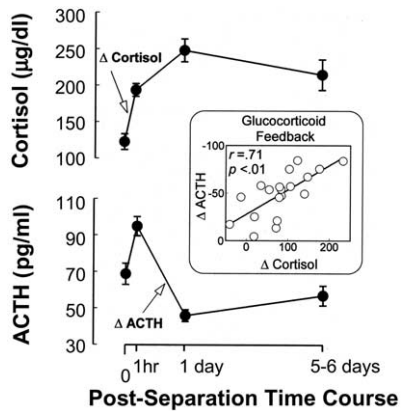 Cortisol (µg/dl)
300
250
200
150
100
Δ Cortisol
Glucocorticoid
Feedback
r=.71
p <.01
-100
-50
0
Δ ACTH
0
100
200
Δ Cortisol
ACTH (pg/ml)
110
90
70
50
30
Δ ACTH
0
1hr
1 day
5-6 days
Post-Separation Time Course